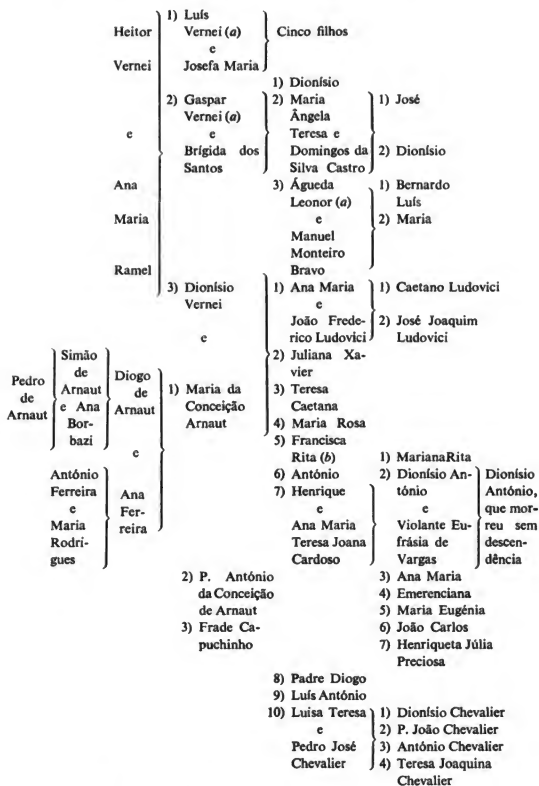 Heitor
Vernei
e
Ana
Maria
Ramel
1) Luís
Vernei (a)
e
Josefa Maria
Cinco filhos
2) Gaspar
Vernei (a)
e
Brígida dos
Santos
1) Dionísio
2) Maria
Ângela
Teresa e
Domingos da
Silva Castro
1) José
2) Dionísio
3) Águeda
Leonor (a)
e
Manuel
Monteiro
Bravo
1) Bernardo
Luís
2) Maria
3) Dionísio
Vernei
e
Pedro
de
Arnaut
Simão
de
Arnaut
e Ana
Bor-
bazi
António
Ferreira
e
Maria
Rodri-
gues
Diogo
de
Arnaut
e
Ana
Fer-
reira
1) Maria da
Conceição
Arnaut
1) Ana Maria
e
João Frede-
rico Ludovici
1) Caetano Ludovici
2) José Joaquim
Ludovici
2) Juliana Xa-
vier
3) Teresa
Caetana
4) Maria Rosa
5) Francisca
Rita (b)
6) António
7) Henrique
e
Ana Maria
Teresa Joana
Cardoso
1) MarianaRita
2) Dionísio An-
tónio
e
Violante Eu-
frásia de
Vargas
Dionísio
António,
que mor-
reu sem
descen-
dência
3) Ana Maria
4) Emerenciana
5) Maria Eugénia
6) João Carlos
7) Henriqueta Júlia
Preciosa
2) P. António
da Conceição
de Arnaut
3) Frade Ca-
puchinho
8) Padre Diogo
9) Luís António
10) Luísa Teresa
e
Pedro José
Chevalier
1) Dionísio Chevalier
2) P. João Chevalier
3) António Chevalier
4) Teresa Joaquina
Chevalier